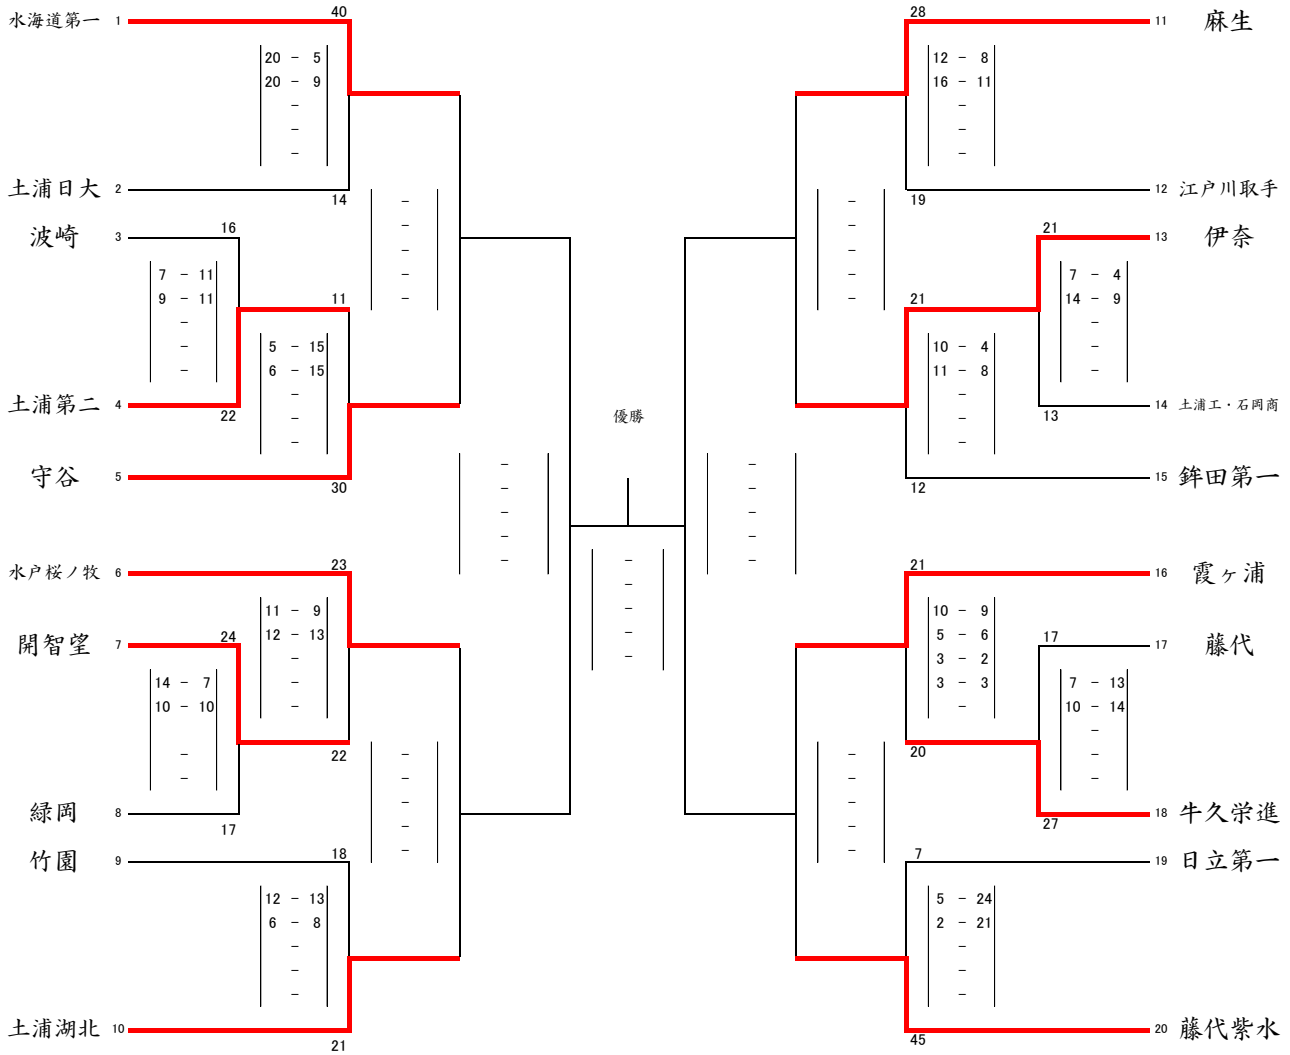 水海道第一 1 40
20 - 5
20 - 9
-
-
-
土浦日大 2 14
波崎 3 16
7 - 11
9 - 11
-
-
-
土浦第二 4 22
11
5 - 15
6 - 15
-
-
-
守谷 5 30
-
-
-
-
-
水戸桜ノ牧 6 23
11 - 9
12 - 13
-
-
-
開智望 7 24
14 - 7
10 - 10
-
-
緑岡 8 17
22
竹園 9 18
12 - 13
6 - 8
-
-
-
土浦湖北 10 21
-
-
-
-
-
-
-
-
-
-
優勝
-
-
-
-
-
28 11 麻生
12 - 8
16 - 11
-
-
-
19 12 江戸川取手
21 13 伊奈
7 - 4
14 - 9
-
-
-
13 14 土浦工・石岡商
21
10 - 4
11 - 8
-
-
-
12 15 鉾田第一
-
-
-
-
-
21 16 霞ヶ浦
10 - 9
5 - 6
3 - 2
3 - 3
-
17 17 藤代
7 - 13
10 - 14
-
-
-
27 18 牛久栄進
20
7 19 日立第一
5 - 24
2 - 21
-
-
-
45 20 藤代紫水
-
-
-
-
-
-
-
-
-
-